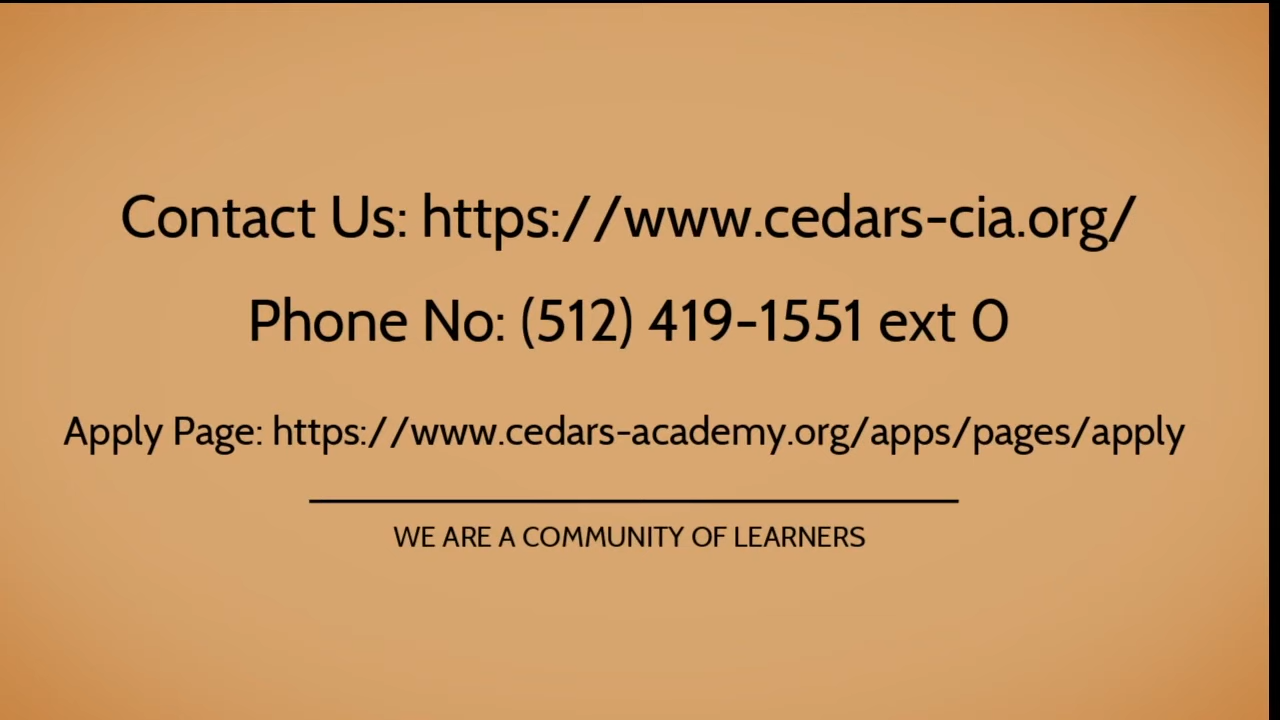 Contact Us: https://www.cedars-cia.org/
Phone No: (512) 419-1551 ext 0
Apply Page: https://www.cedars-academy.org/apps/pages/apply
WE ARE A COMMUNITY OF LEARNERS